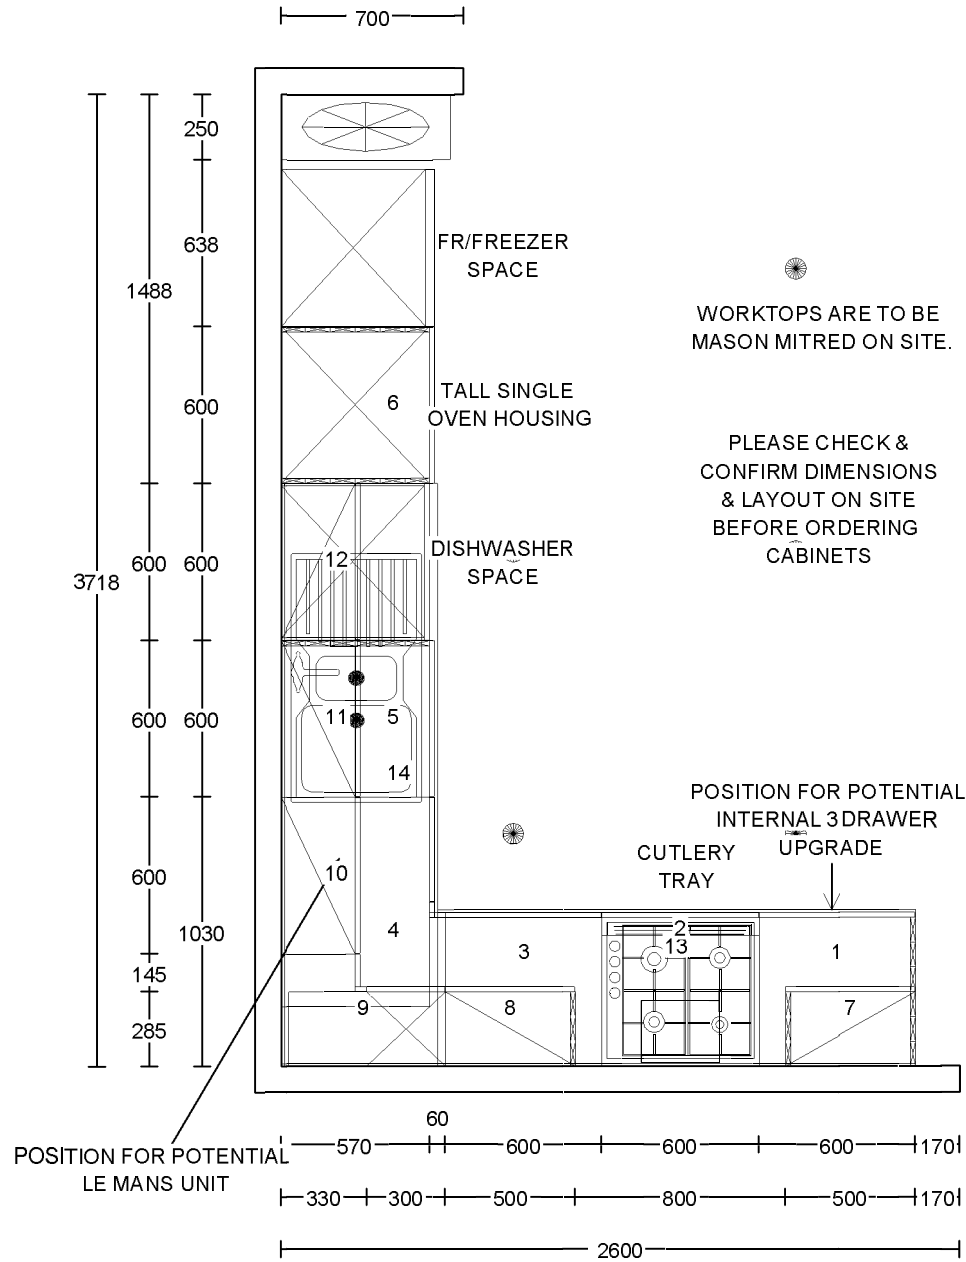 700
250
638
1488
600
600
600
3718
600
600
600
1030
145
285
FR/FREEZER
SPACE
6
TALL SINGLE
OVEN HOUSING
12
DISHWASHER
SPACE
11
5
14
10
4
9
3
8
2
13
1
7
WORKTOPS ARE TO BE
MASON MITRED ON SITE.
PLEASE CHECK &
CONFIRM DIMENSIONS
& LAYOUT ON SITE
BEFORE ORDERING
CABINETS
POSITION FOR POTENTIAL
INTERNAL 3 DRAWER
UPGRADE
CUTLERY
TRAY
POSITION FOR POTENTIAL
LE MANS UNIT
60
570
600
600
600
170
330
300
500
800
500
170
2600